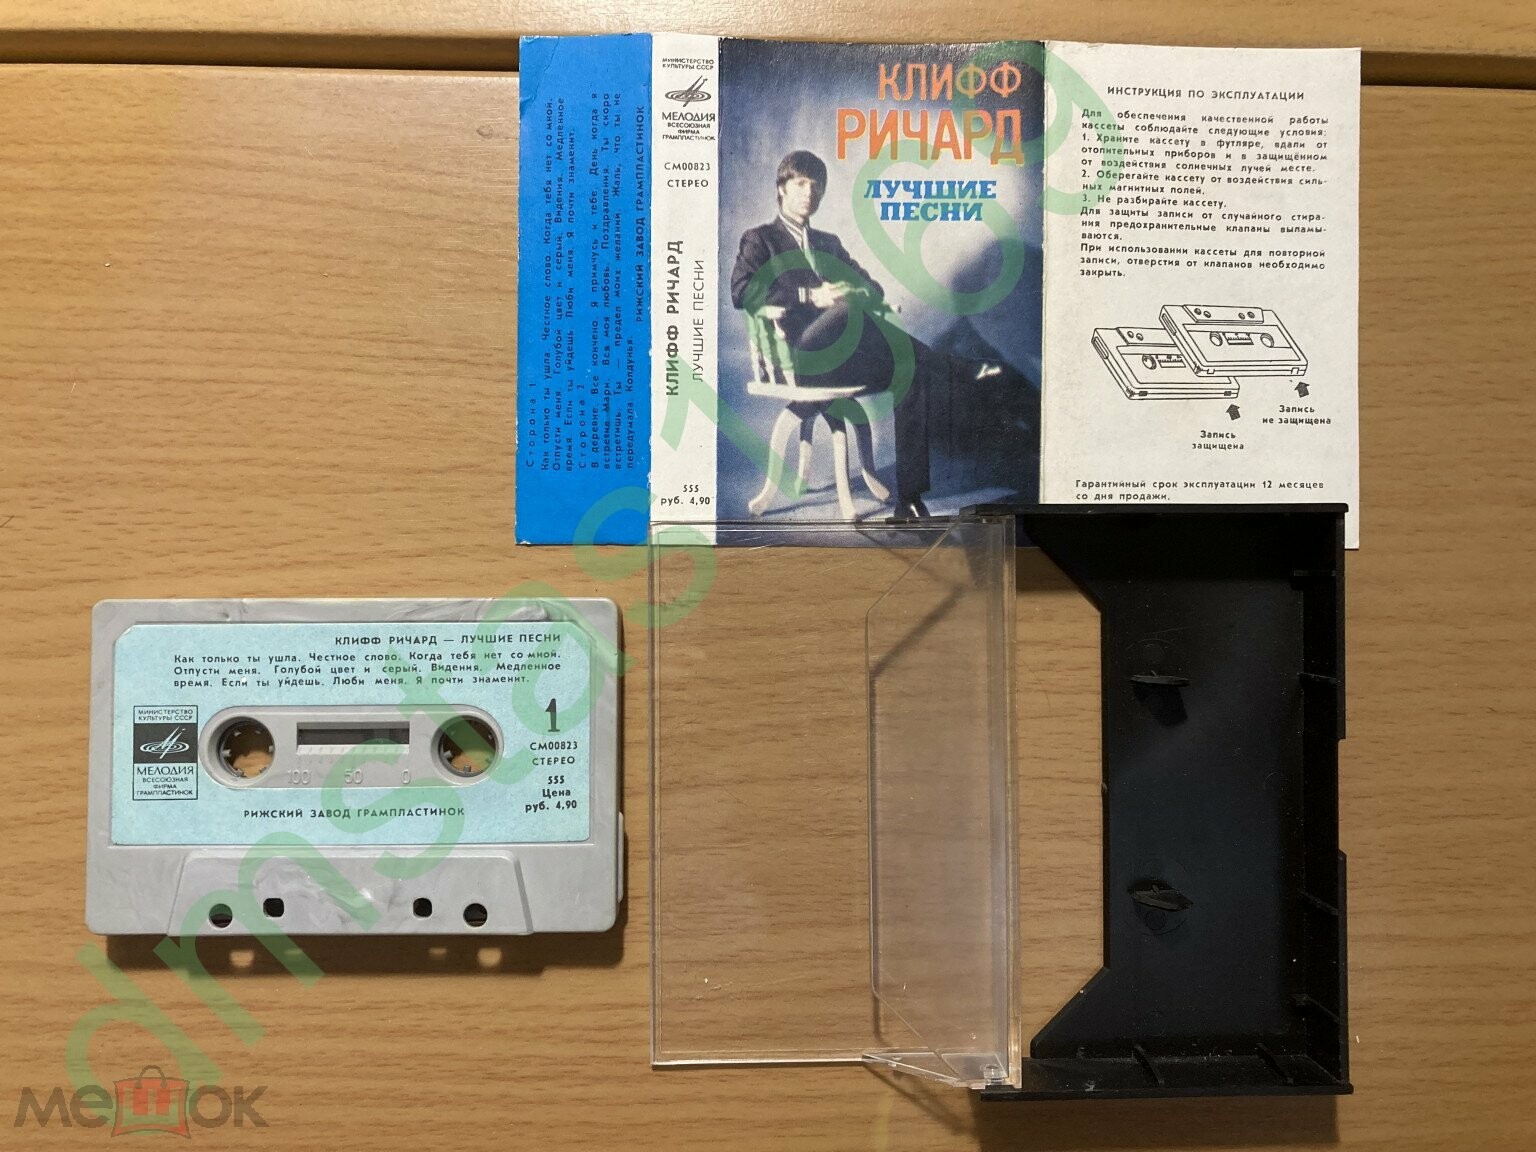 Сторона 1
Как только ты ушла. Честное слово. Когда тебя нет со мной.
Отпусти меня. Голубой цвет и серый. Видения. Медленное
время. Если ты уйдешь. Люби меня. Я почти знаменит.
Сторона 2
В деревне. Все кончено. Я примчусь к тебе. День, когда я
встретил Мари. Вся моя любовь. Поздравления. Ты скоро
встретишь. Ты — предел моих желаний. Жаль, что ты не
передумала. Колдунья.
РИЖСКИЙ ЗАВОД ГРАМПЛАСТИНОК
МИНИСТЕРСТВО
КУЛЬТУРЫ СССР
МЕЛОДИЯ
ВСЕСОЮЗНАЯ
ФИРМА
ГРАМПЛАСТИНОК
СМ00823
СТЕРЕО
КЛИФФ РИЧАРД
ЛУЧШИЕ ПЕСНИ
555
руб. 4,90
КЛИФФ
РИЧАРД
ЛУЧШИЕ
ПЕСНИ
ИНСТРУКЦИЯ ПО ЭКСПЛУАТАЦИИ
Для обеспечения качественной работы
кассеты соблюдайте следующие условия:
1. Храните кассету в футляре, вдали от
отопительных приборов и в защищённом
от воздействия солнечных лучей месте.
2. Оберегайте кассету от воздействия силь-
ных магнитных полей.
3. Не разбирайте кассету.
Для защиты записи от случайного стира-
ния предохранительные клапаны выламы-
ваются.
При использовании кассеты для повторной
записи, отверстия от клапанов необходимо
закрыть.
Запись
не защищена
Запись
защищена
Гарантийный срок эксплуатации 12 месяцев
со дня продажи.
КЛИФФ РИЧАРД — ЛУЧШИЕ ПЕСНИ
Как только ты ушла. Честное слово. Когда тебя нет со мной.
Отпусти меня. Голубой цвет и серый. Видения. Медленное
время. Если ты уйдешь. Люби меня. Я почти знаменит.
МИНИСТЕРСТВО
КУЛЬТУРЫ СССР
МЕЛОДИЯ
ВСЕСОЮЗНАЯ
ФИРМА
ГРАМПЛАСТИНОК
1
СМ00823
СТЕРЕО
555
Цена
руб. 4,90
100 50 0
РИЖСКИЙ ЗАВОД ГРАМПЛАСТИНОК
dmstas1969
мешок